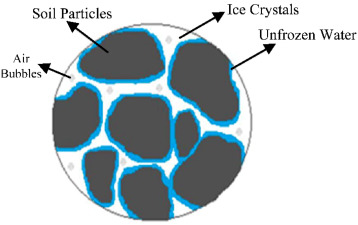 Soil Particles
Ice Crystals
Unfrozen Water
Air
Bubbles